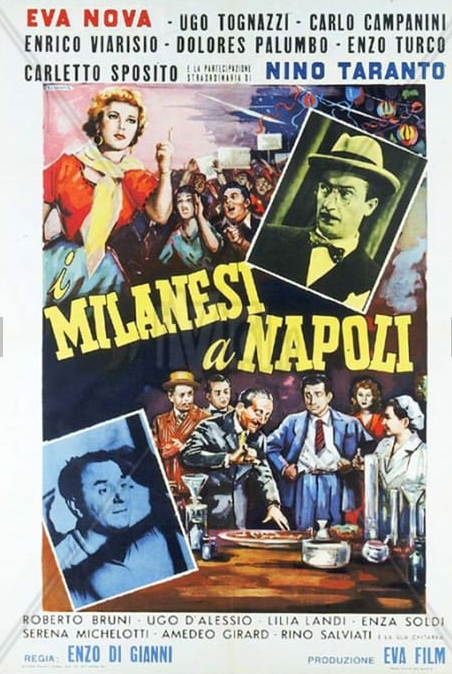 EVA NOVA - UGO TOGNAZZI - CARLO CAMPANINI
ENRICO VIARISIO - DOLORES PALUMBO - ENZO TURCO
CARLETTO SPOSITO E LA PARTECIPAZIONE STRAORDINARIA DI NINO TARANTO
i
MILANESI
a NAPOLI
ROBERTO BRUNI - UGO D'ALESSIO - LILIA LANDI - ENZA SOLDI
SERENA MICHELOTTI - AMEDEO GIRARD - RINO SALVIATI E LA SUA CHITARRA
REGIA: ENZO DI GIANNI PRODUZIONE EVA FILM